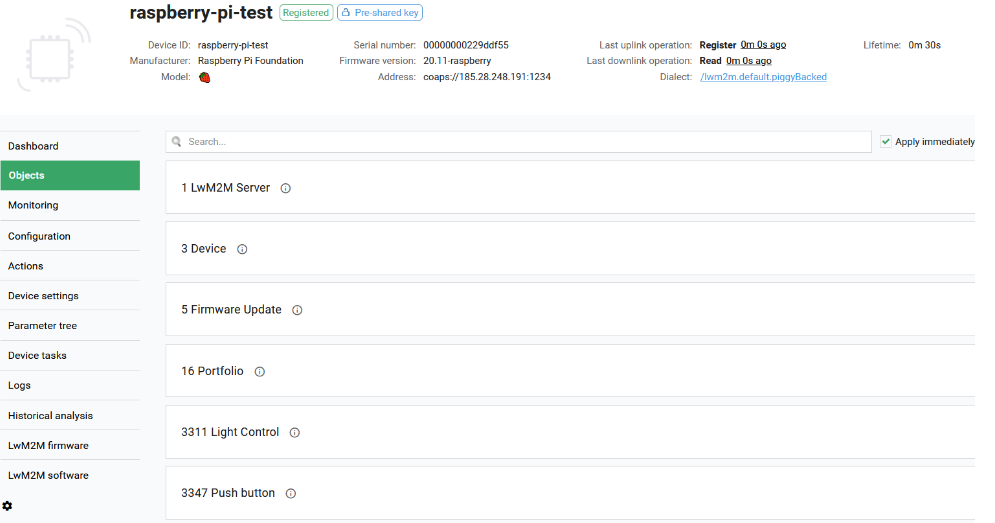 raspberry-pi-test Registered Pre-shared key
Device ID: raspberry-pi-test Serial number: 00000000229ddf55 Last uplink operation: Register 0m 0s ago Lifetime: 0m 30s
Manufacturer: Raspberry Pi Foundation Firmware version: 20.11-raspberry Last downlink operation: Read 0m 0s ago
Model: Address: coaps://185.28.248.191:1234 Dialect: /lwm2m.default.piggyBacked
Search... Apply immediately
Dashboard
Objects
Monitoring
Configuration
Actions
Device settings
Parameter tree
Device tasks
Logs
Historical analysis
LwM2M firmware
LwM2M software
1 LwM2M Server
3 Device
5 Firmware Update
16 Portfolio
3311 Light Control
3347 Push button